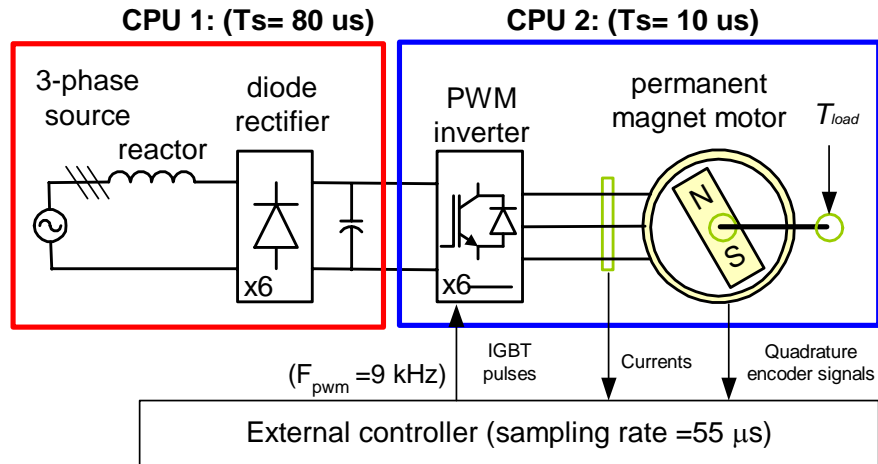 CPU 1: (Ts= 80 us)
CPU 2: (Ts= 10 us)
3-phase
source
reactor
diode
rectifier
x6
PWM
inverter
x6
permanent
magnet motor
N
S
Tload
(Fpwm =9 kHz)
IGBT
pulses
Currents
Quadrature
encoder signals
External controller (sampling rate =55 μs)